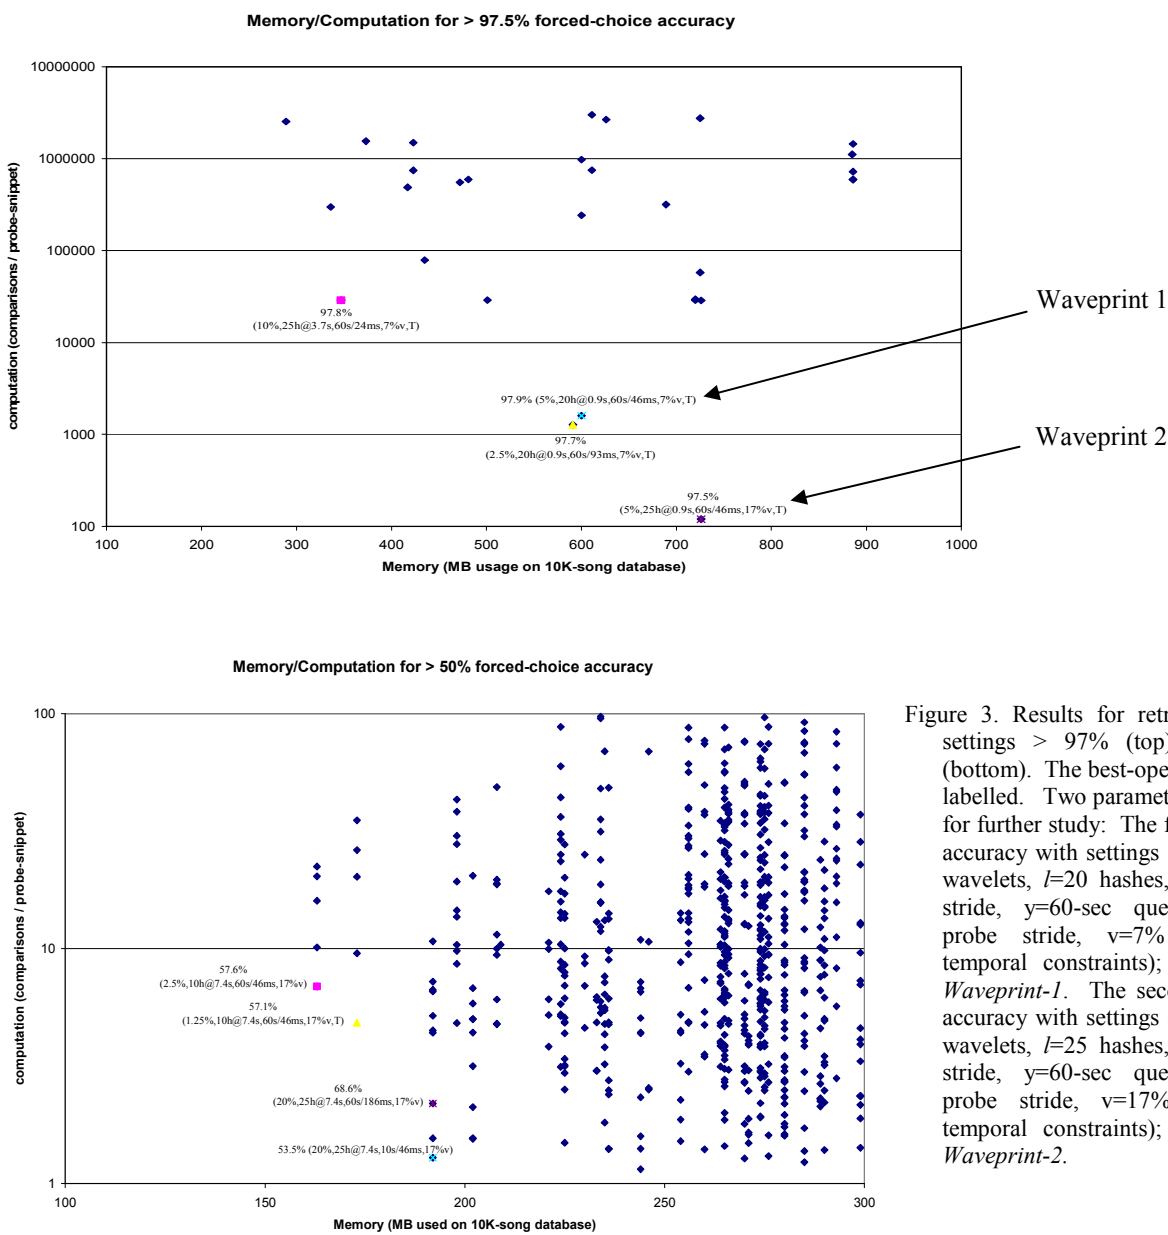 Memory/Computation for > 97.5% forced-choice accuracy
computation (comparisons / probe-snippet)
10000000
1000000
100000
10000
1000
100
97.8%
(10%,25h@3.7s,60s/24ms,7%v,T)
97.9% (5%,20h@0.9s,60s/46ms,7%v,T)
97.7%
(2.5%,20h@0.9s,60s/93ms,7%v,T)
97.5%
(5%,25h@0.9s,60s/46ms,17%v,T)
Waveprint 1
Waveprint 2
100 200 300 400 500 600 700 800 900 1000
Memory (MB usage on 10K-song database)
Memory/Computation for > 50% forced-choice accuracy
computation (comparisons / probe-snippet)
100
10
1
57.6%
(2.5%,10h@7.4s,60s/46ms,17%v)
57.1%
(1.25%,10h@7.4s,60s/46ms,17%v,T)
68.6%
(20%,25h@7.4s,60s/186ms,17%v)
53.5% (20%,25h@7.4s,10s/46ms,17%v)
100 150 200 250 300
Memory (MB used on 10K-song database)
Figure 3. Results for retr
settings > 97% (top)
(bottom). The best-ope
labelled. Two paramet
for further study: The f
accuracy with settings
wavelets, l=20 hashes,
stride, y=60-sec que
probe stride, v=7%
temporal constraints);
Waveprint-1. The sec
accuracy with settings
wavelets, l=25 hashes,
stride, y=60-sec que
probe stride, v=17%
temporal constraints);
Waveprint-2.